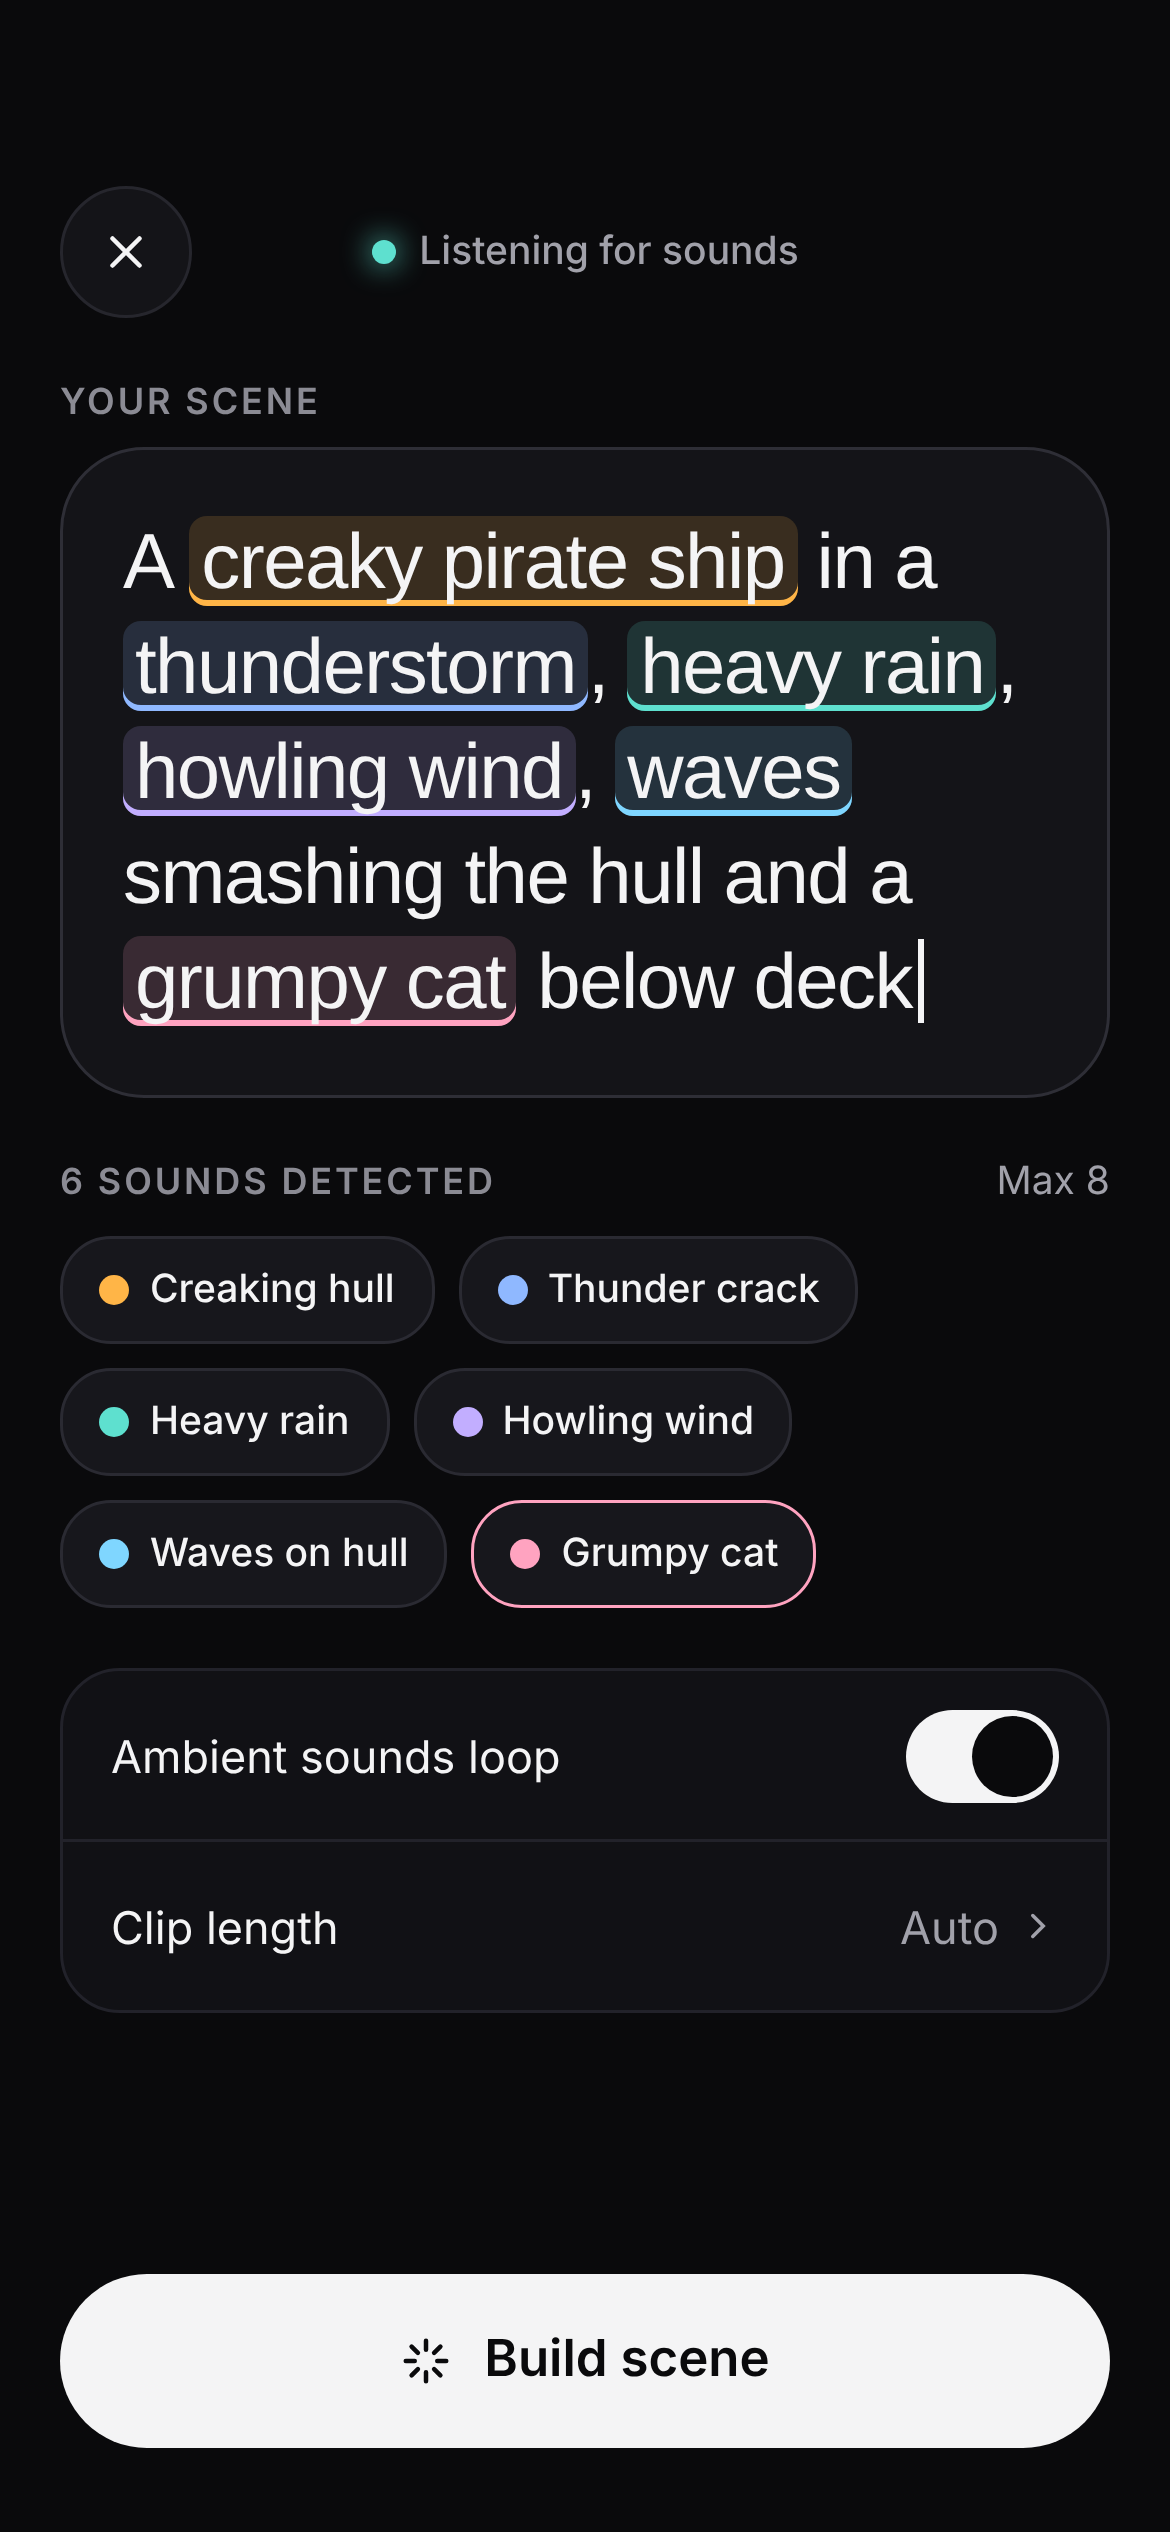 Listening for sounds
YOUR SCENE
A creaky pirate ship in a
thunderstorm, heavy rain,
howling wind, waves
smashing the hull and a
grumpy cat below deck
6 SOUNDS DETECTED
Max 8
Creaking hull
Thunder crack
Heavy rain
Howling wind
Waves on hull
Grumpy cat
Ambient sounds loop
Clip length
Auto
Build scene